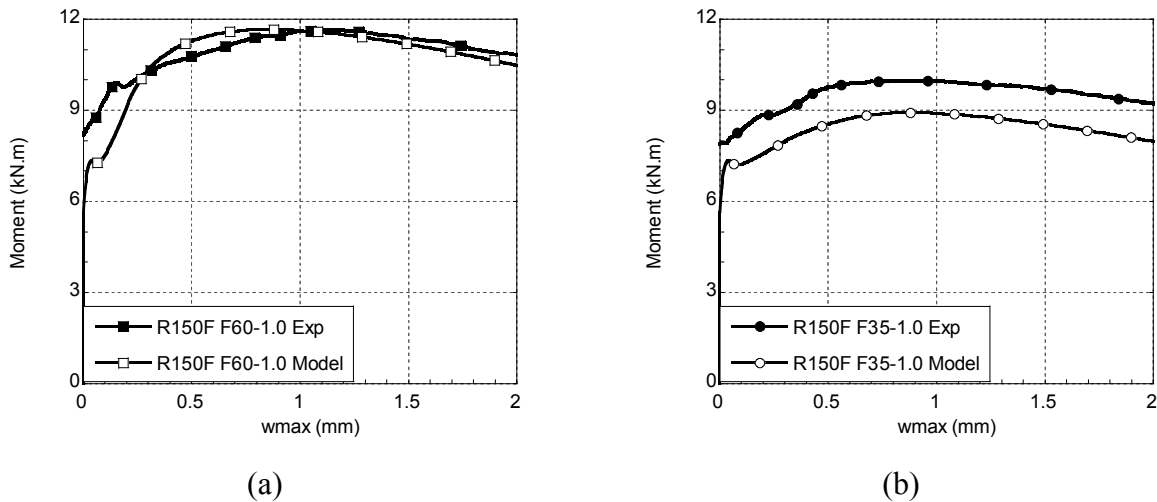 12
9
6
3
0
Moment (kN.m)
R150F F60-1.0 Exp
R150F F60-1.0 Model
0 0.5 1 1.5 2
wmax (mm)
(a)
12
9
6
3
0
Moment (kN.m)
R150F F35-1.0 Exp
R150F F35-1.0 Model
0 0.5 1 1.5 2
wmax (mm)
(b)